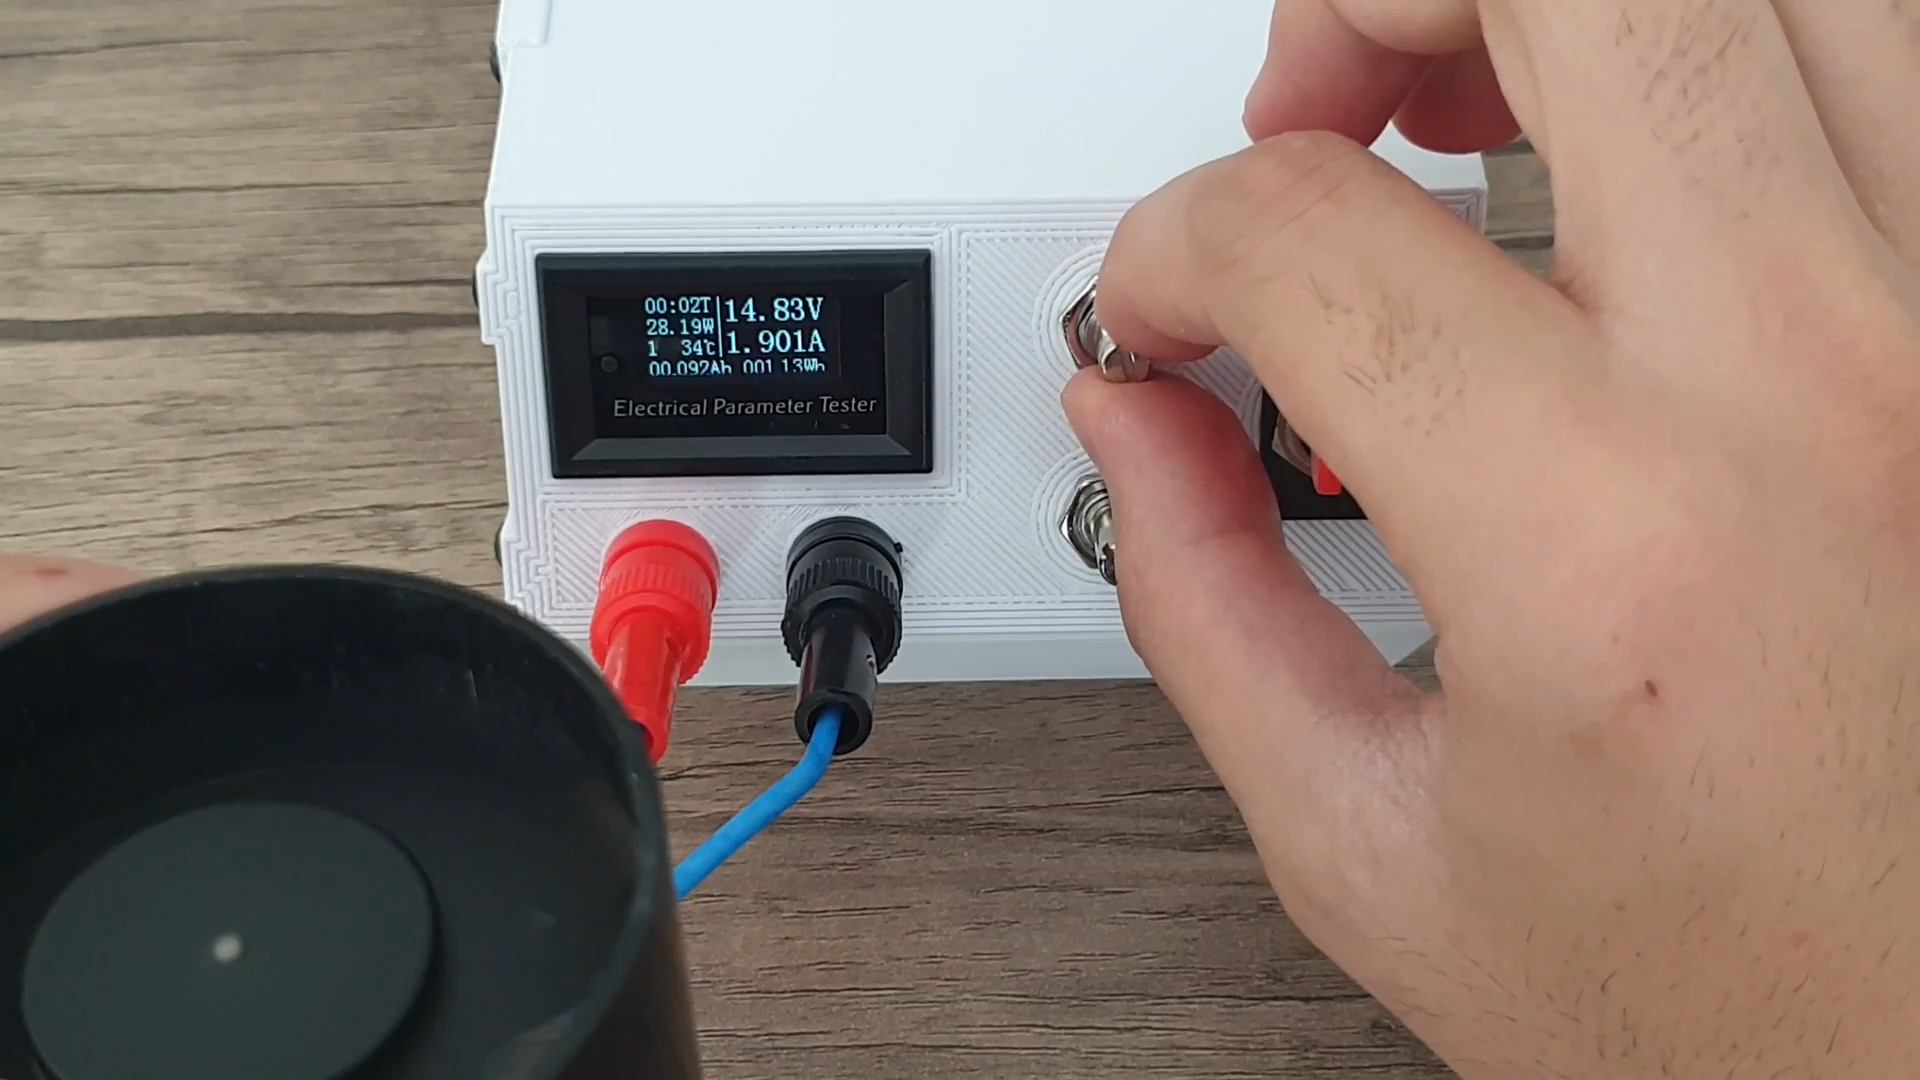 00:02T 14.83V
28.19W
1 34℃ 1.901A
00.092Ah 001.13Wh
Electrical Parameter Tester